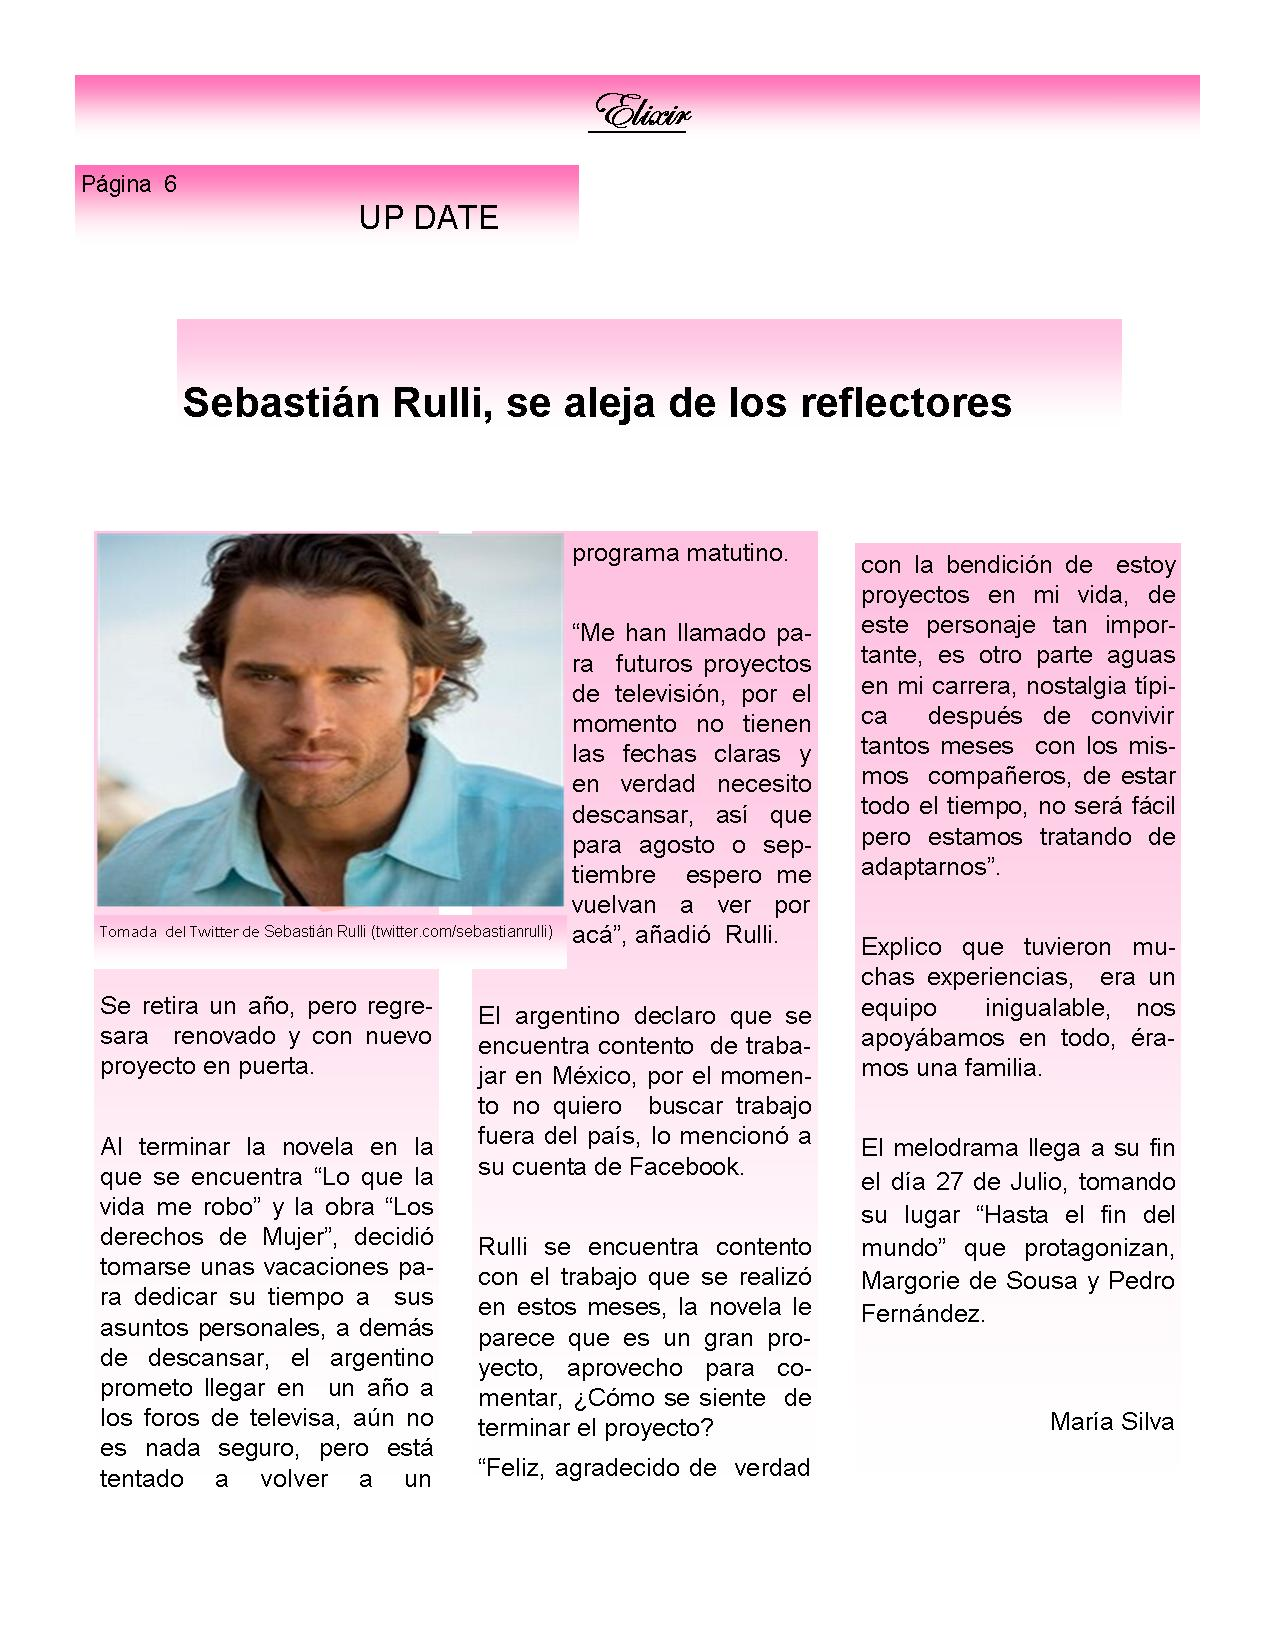 Elixir
Página 6
UP DATE
Sebastián Rulli, se aleja de los reflectores
Tomada del Twitter de Sebastián Rulli (twitter.com/sebastianrulli)
Se retira un año, pero regre-
sara renovado y con nuevo
proyecto en puerta.
Al terminar la novela en la
que se encuentra “Lo que la
vida me robo” y la obra “Los
derechos de Mujer”, decidió
tomarse unas vacaciones pa-
ra dedicar su tiempo a sus
asuntos personales, a demás
de descansar, el argentino
prometo llegar en un año a
los foros de televisa, aún no
es nada seguro, pero está
tentado a volver a un
programa matutino.
“Me han llamado pa-
ra futuros proyectos
de televisión, por el
momento no tienen
las fechas claras y
en verdad necesito
descansar, así que
para agosto o sep-
tiembre espero me
vuelvan a ver por
acá”, añadió Rulli.
El argentino declaro que se
encuentra contento de traba-
jar en México, por el momen-
to no quiero buscar trabajo
fuera del país, lo mencionó a
su cuenta de Facebook.
Rulli se encuentra contento
con el trabajo que se realizó
en estos meses, la novela le
parece que es un gran pro-
yecto, aprovecho para co-
mentar, ¿Cómo se siente de
terminar el proyecto?
“Feliz, agradecido de verdad
con la bendición de estoy
proyectos en mi vida, de
este personaje tan impor-
tante, es otro parte aguas
en mi carrera, nostalgia típi-
ca después de convivir
tantos meses con los mis-
mos compañeros, de estar
todo el tiempo, no será fácil
pero estamos tratando de
adaptarnos”.
Explico que tuvieron mu-
chas experiencias, era un
equipo inigualable, nos
apoyábamos en todo, éra-
mos una familia.
El melodrama llega a su fin
el día 27 de Julio, tomando
su lugar “Hasta el fin del
mundo” que protagonizan,
Margorie de Sousa y Pedro
Fernández.
María Silva